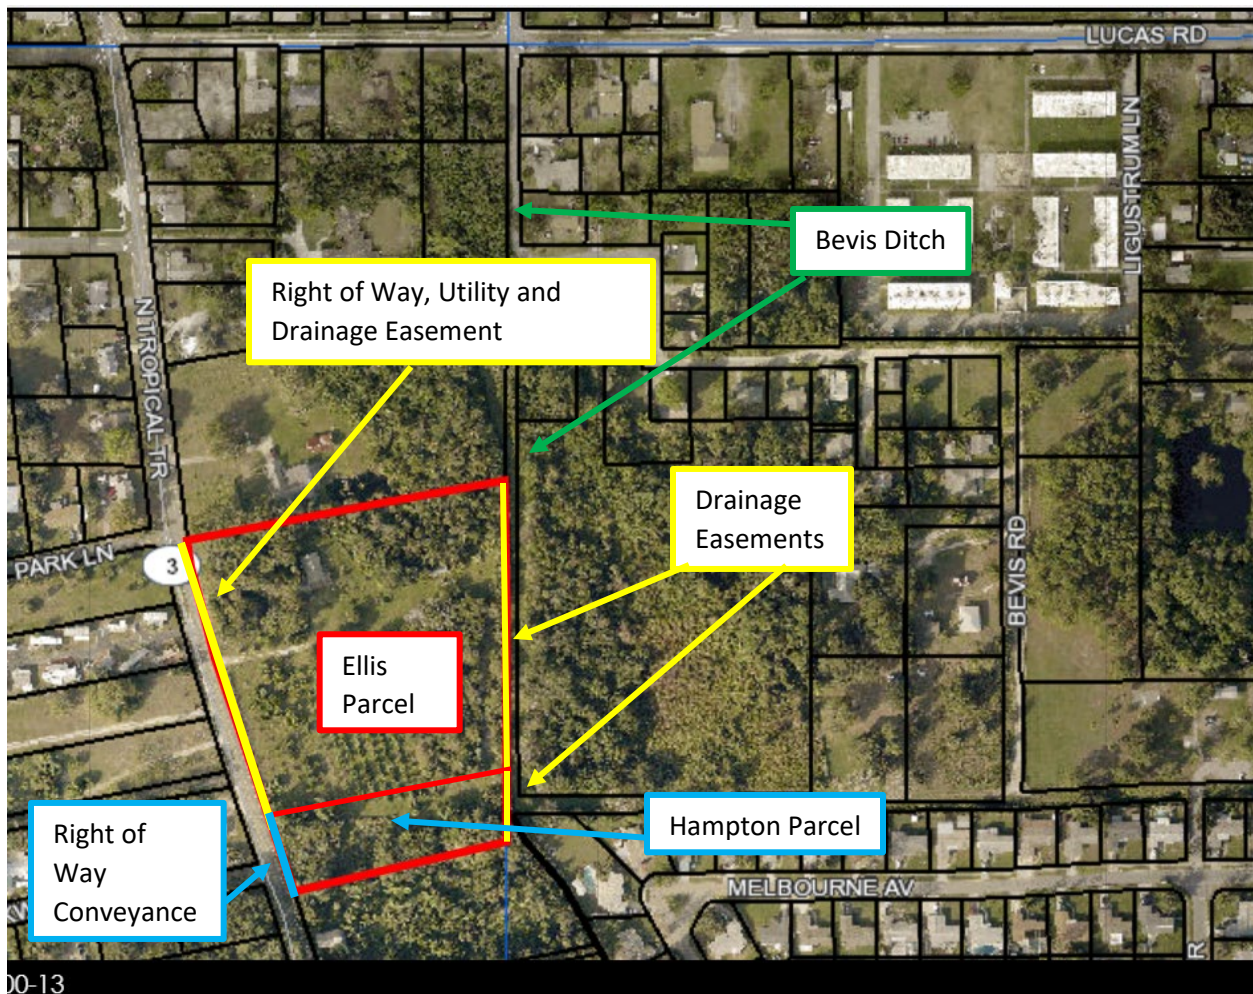 LUCAS RD
LIGUSTRUM LN
Bevis Ditch
Right of Way, Utility and
Drainage Easement
N TROPICAL TR
Drainage
Easements
PARK LN
3
BEVIS RD
Ellis
Parcel
Right of
Way
Conveyance
Hampton Parcel
MELBOURNE AV
R
00-13